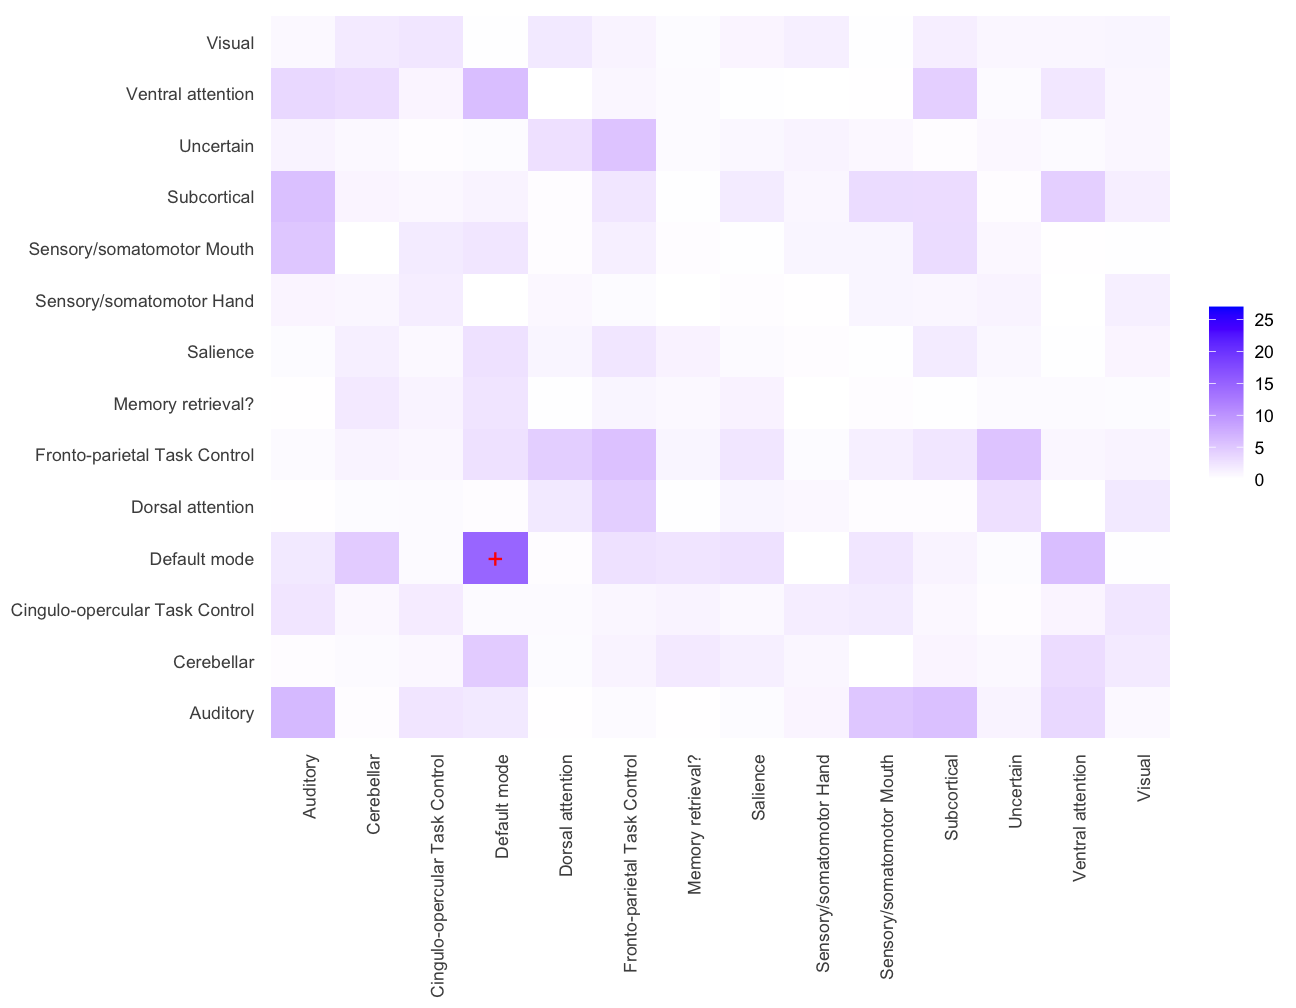 Visual
Ventral attention
Uncertain
Subcortical
Sensory/somatomotor Mouth
Sensory/somatomotor Hand
Salience
Memory retrieval?
Fronto-parietal Task Control
Dorsal attention
Default mode
Cingulo-opercular Task Control
Cerebellar
Auditory
Auditory
Cerebellar
Cingulo-opercular Task Control
Default mode
Dorsal attention
Fronto-parietal Task Control
Memory retrieval?
Salience
Sensory/somatomotor Hand
Sensory/somatomotor Mouth
Subcortical
Uncertain
Ventral attention
Visual
25
20
15
10
5
0
+